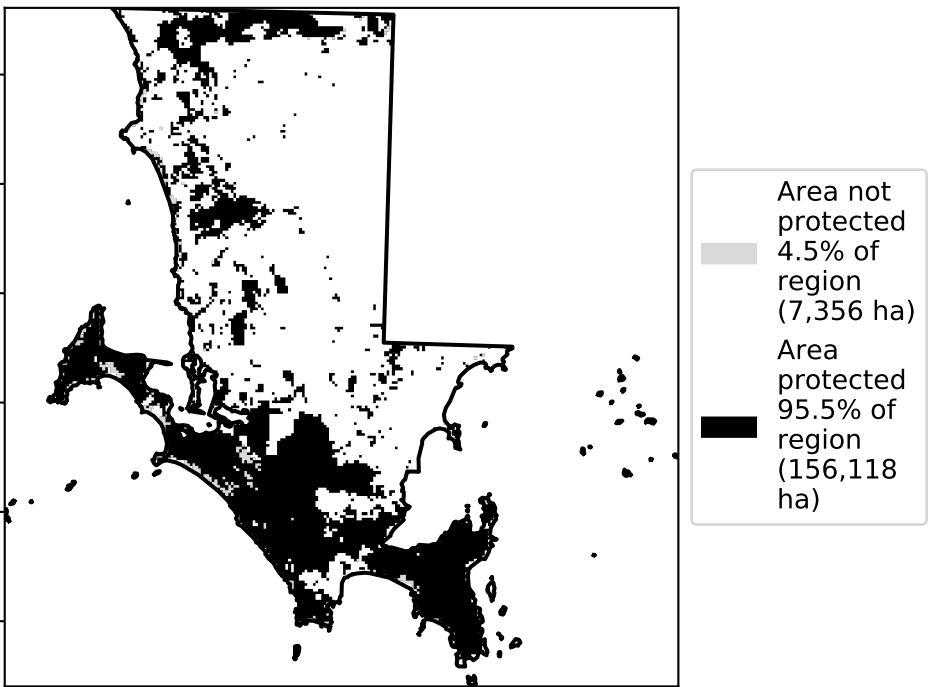 Area not
protected
4.5% of
region
(7,356 ha)
Area
protected
95.5% of
region
(156,118
ha)